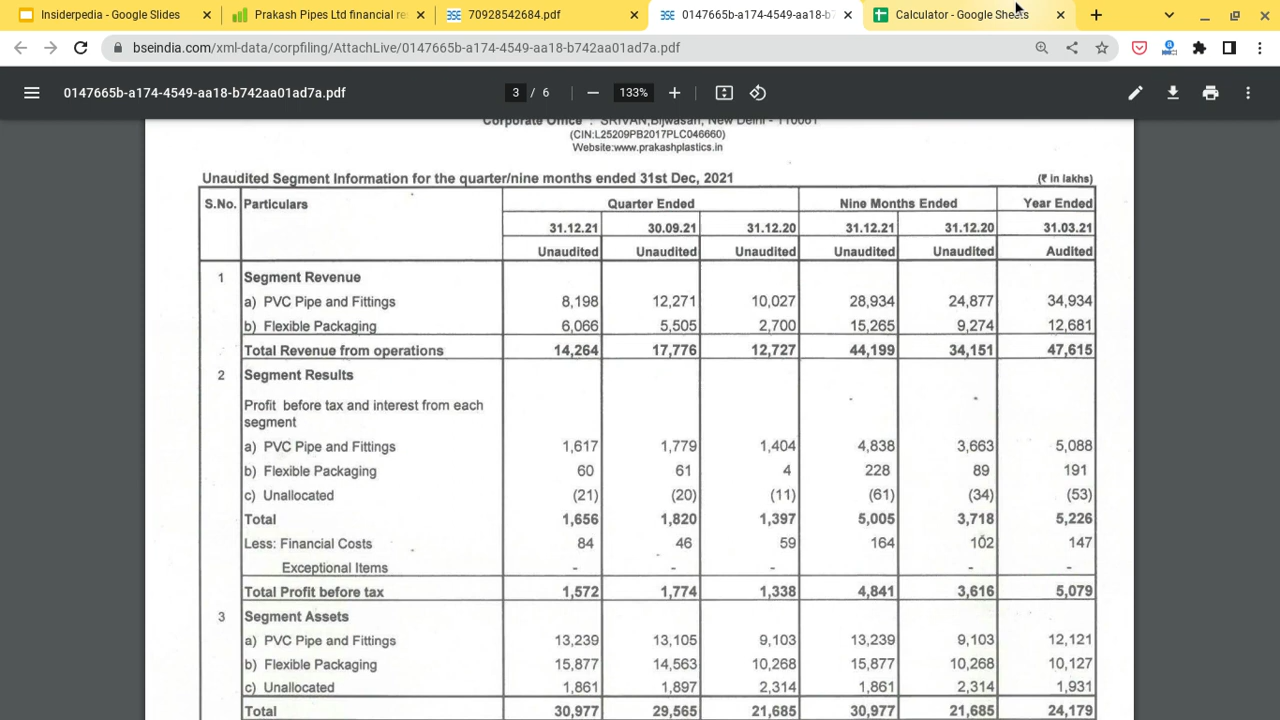 Insiderpedia - Google Slides
Prakash Pipes Ltd financial re
70928542684.pdf
0147665b-a174-4549-aa18-b7
Calculator - Google Sheets
bseindia.com/xml-data/corpfiling/AttachLive/0147665b-a174-4549-aa18-b742aa01ad7a.pdf
0147665b-a174-4549-aa18-b742aa01ad7a.pdf
3 / 6
133%
Corporate Office : SRIVAN,Bijwasan, New Delhi - 110061
(CIN:L25209PB2017PLC046660)
Website:www.prakashplastics.in
Unaudited Segment Information for the quarter/nine months ended 31st Dec, 2021 (₹ in lakhs)
S.No. Particulars Quarter Ended Nine Months Ended Year Ended
31.12.21 30.09.21 31.12.20 31.12.21 31.12.20 31.03.21
Unaudited Unaudited Unaudited Unaudited Unaudited Audited
1 Segment Revenue
a) PVC Pipe and Fittings 8,198 12,271 10,027 28,934 24,877 34,934
b) Flexible Packaging 6,066 5,505 2,700 15,265 9,274 12,681
Total Revenue from operations 14,264 17,776 12,727 44,199 34,151 47,615
2 Segment Results
Profit before tax and interest from each
segment
a) PVC Pipe and Fittings 1,617 1,779 1,404 4,838 3,663 5,088
b) Flexible Packaging 60 61 4 228 89 191
c) Unallocated (21) (20) (11) (61) (34) (53)
Total 1,656 1,820 1,397 5,005 3,718 5,226
Less: Financial Costs 84 46 59 164 102 147
Exceptional Items - - - - - -
Total Profit before tax 1,572 1,774 1,338 4,841 3,616 5,079
3 Segment Assets
a) PVC Pipe and Fittings 13,239 13,105 9,103 13,239 9,103 12,121
b) Flexible Packaging 15,877 14,563 10,268 15,877 10,268 10,127
c) Unallocated 1,861 1,897 2,314 1,861 2,314 1,931
Total 30,977 29,565 21,685 30,977 21,685 24,179